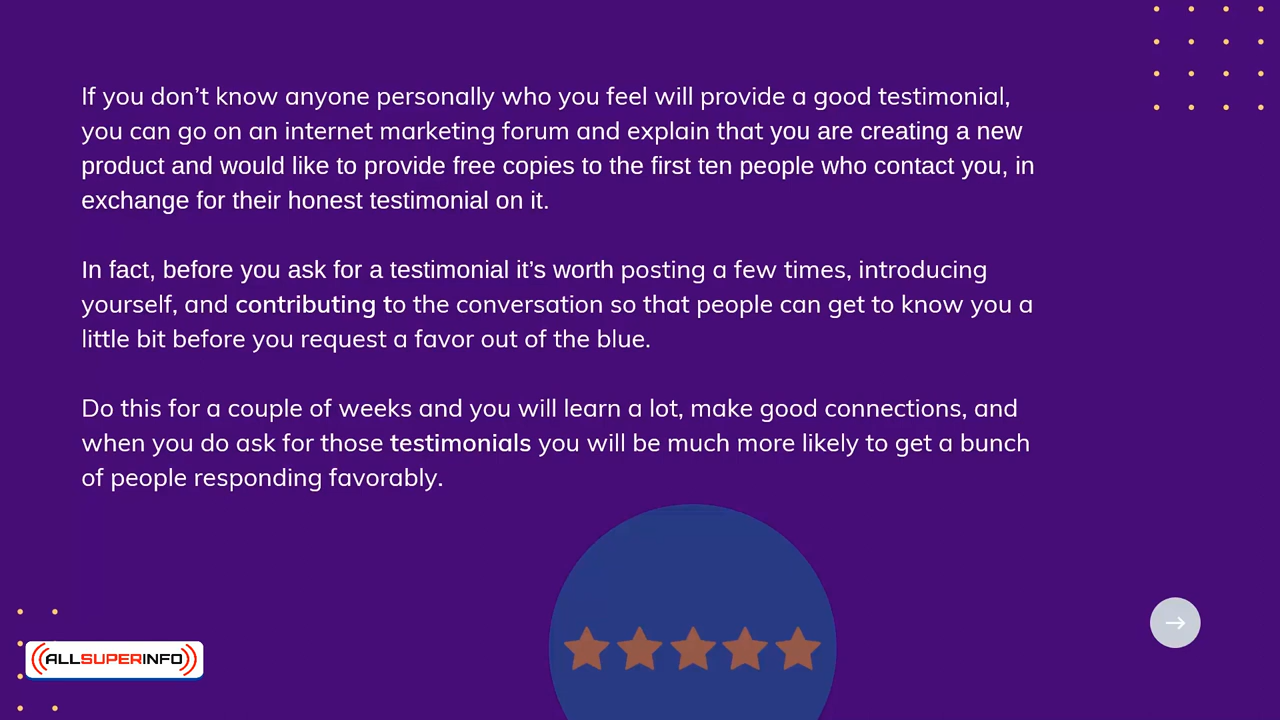 If you don’t know anyone personally who you feel will provide a good testimonial,
you can go on an internet marketing forum and explain that you are creating a new
product and would like to provide free copies to the first ten people who contact you, in
exchange for their honest testimonial on it.
In fact, before you ask for a testimonial it’s worth posting a few times, introducing
yourself, and contributing to the conversation so that people can get to know you a
little bit before you request a favor out of the blue.
Do this for a couple of weeks and you will learn a lot, make good connections, and
when you do ask for those testimonials you will be much more likely to get a bunch
of people responding favorably.
ALLSUPERINFO